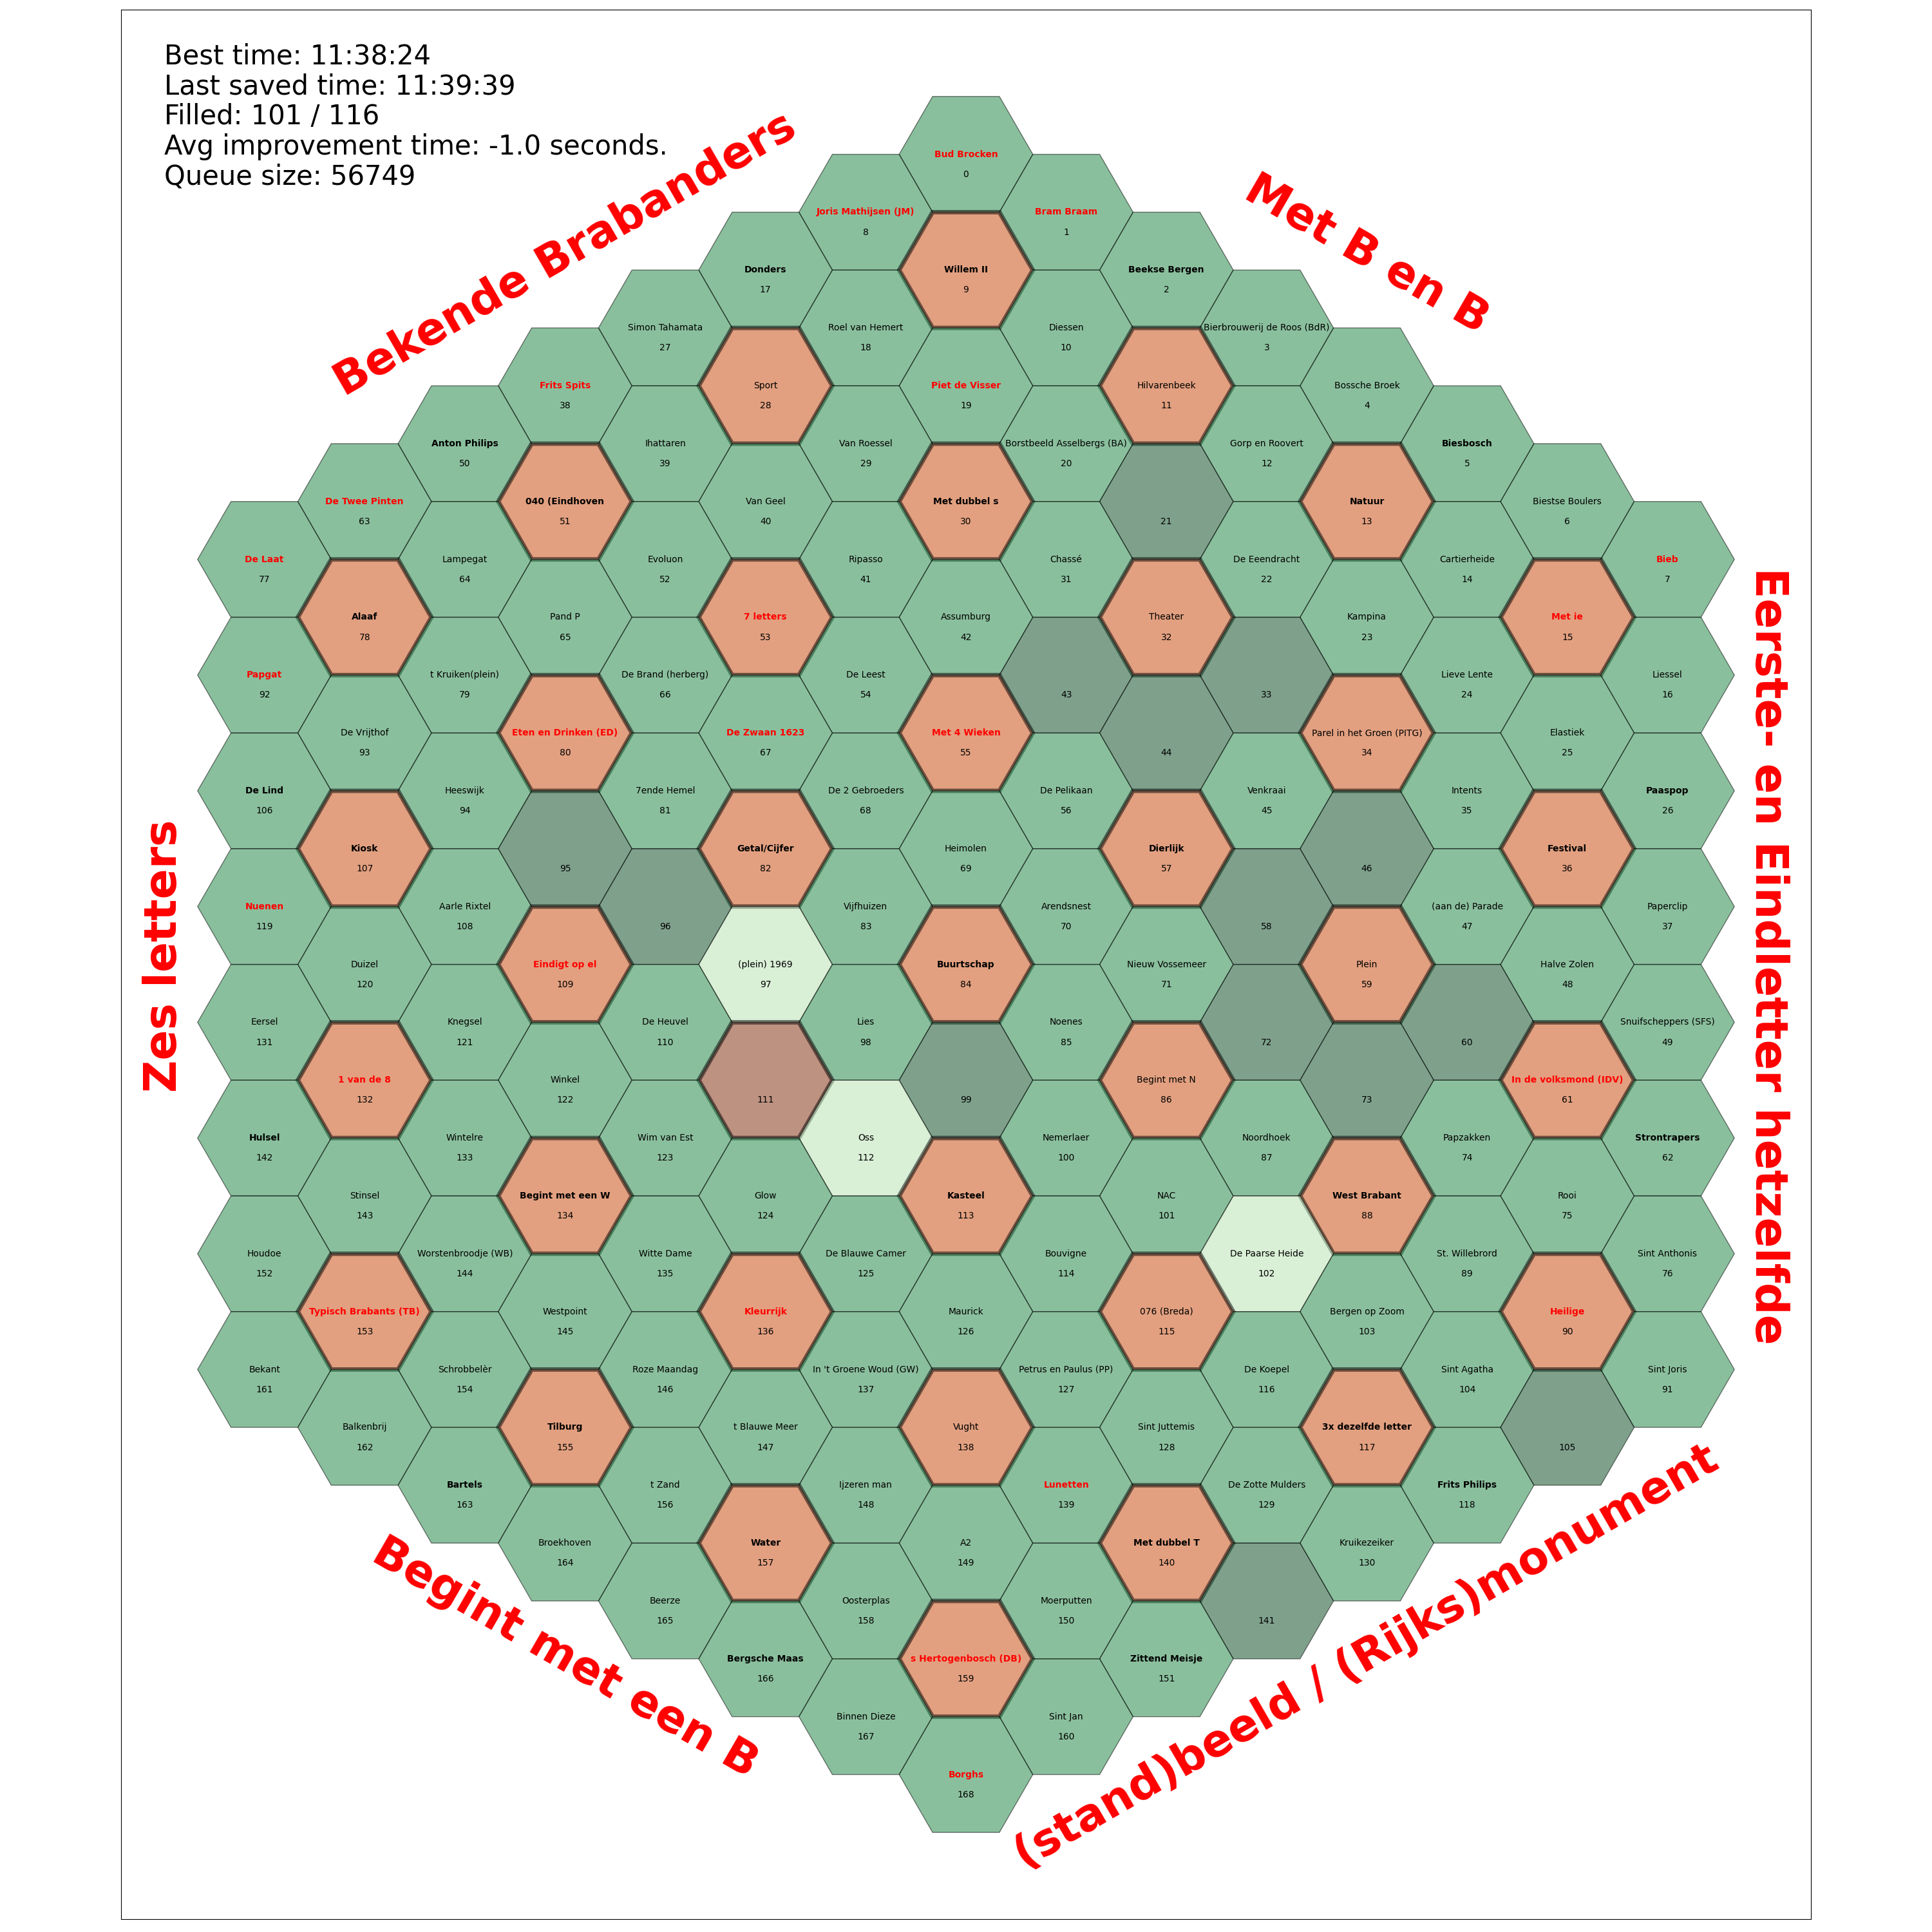 Best time: 11:38:24
Last saved time: 11:39:39
Filled: 101 / 116
Avg improvement time: -1.0 seconds.
Queue size: 56749
Bekende Brabanders
Met B en B
Eerste- en Eindletter hetzelfde
(stand)beeld / (Rijks)monument
Begint met een B
Zes letters
Bud Brocken
0
Bram Braam
1
Beekse Bergen
2
Bierbrouwerij de Roos (BdR)
3
Bossche Broek
4
Biesbosch
5
Biestse Boulers
6
Bieb
7
Joris Mathijsen (JM)
8
Willem II
9
Diessen
10
Hilvarenbeek
11
Gorp en Roovert
12
Natuur
13
Cartierheide
14
Met ie
15
Liessel
16
Donders
17
Roel van Hemert
18
Piet de Visser
19
Borstbeeld Asselbergs (BA)
20
21
De Eeendracht
22
Kampina
23
Lieve Lente
24
Elastiek
25
Paaspop
26
Simon Tahamata
27
Sport
28
Van Roessel
29
Met dubbel s
30
Chassé
31
Theater
32
33
Parel in het Groen (PITG)
34
Intents
35
Festival
36
Paperclip
37
Frits Spits
38
Ihattaren
39
Van Geel
40
Ripasso
41
Assumburg
42
43
44
Venkraai
45
46
(aan de) Parade
47
Halve Zolen
48
Snuifscheppers (SFS)
49
Anton Philips
50
040 (Eindhoven
51
Evoluon
52
7 letters
53
De Leest
54
Met 4 Wieken
55
De Pelikaan
56
Dierlijk
57
58
Plein
59
60
In de volksmond (IDV)
61
Strontrapers
62
De Twee Pinten
63
Lampegat
64
Pand P
65
De Brand (herberg)
66
De Zwaan 1623
67
De 2 Gebroeders
68
Heimolen
69
Arendsnest
70
Nieuw Vossemeer
71
72
73
Papzakken
74
Rooi
75
Sint Anthonis
76
De Laat
77
Alaaf
78
t Kruiken(plein)
79
Eten en Drinken (ED)
80
7ende Hemel
81
Getal/Cijfer
82
Vijfhuizen
83
Buurtschap
84
Noenes
85
Begint met N
86
Noordhoek
87
West Brabant
88
St. Willebrord
89
Heilige
90
Sint Joris
91
Papgat
92
De Vrijthof
93
Heeswijk
94
95
96
(plein) 1969
97
Lies
98
99
Nemerlaer
100
NAC
101
De Paarse Heide
102
Bergen op Zoom
103
Sint Agatha
104
105
De Lind
106
Kiosk
107
Aarle Rixtel
108
Eindigt op el
109
De Heuvel
110
111
Oss
112
Kasteel
113
Bouvigne
114
076 (Breda)
115
De Koepel
116
3x dezelfde letter
117
Frits Philips
118
Nuenen
119
Duizel
120
Knegsel
121
Winkel
122
Wim van Est
123
Glow
124
De Blauwe Camer
125
Maurick
126
Petrus en Paulus (PP)
127
Sint Juttemis
128
De Zotte Mulders
129
Kruikezeiker
130
Eersel
131
1 van de 8
132
Wintelre
133
Begint met een W
134
Witte Dame
135
Kleurrijk
136
In 't Groene Woud (GW)
137
Vught
138
Lunetten
139
Met dubbel T
140
141
Hulsel
142
Stinsel
143
Worstenbroodje (WB)
144
Westpoint
145
Roze Maandag
146
t Blauwe Meer
147
Ijzeren man
148
A2
149
Moerputten
150
Zittend Meisje
151
Houdoe
152
Typisch Brabants (TB)
153
Schrobbelèr
154
Tilburg
155
t Zand
156
Water
157
Oosterplas
158
s Hertogenbosch (DB)
159
Sint Jan
160
Bekant
161
Balkenbrij
162
Bartels
163
Broekhoven
164
Beerze
165
Bergsche Maas
166
Binnen Dieze
167
Borghs
168